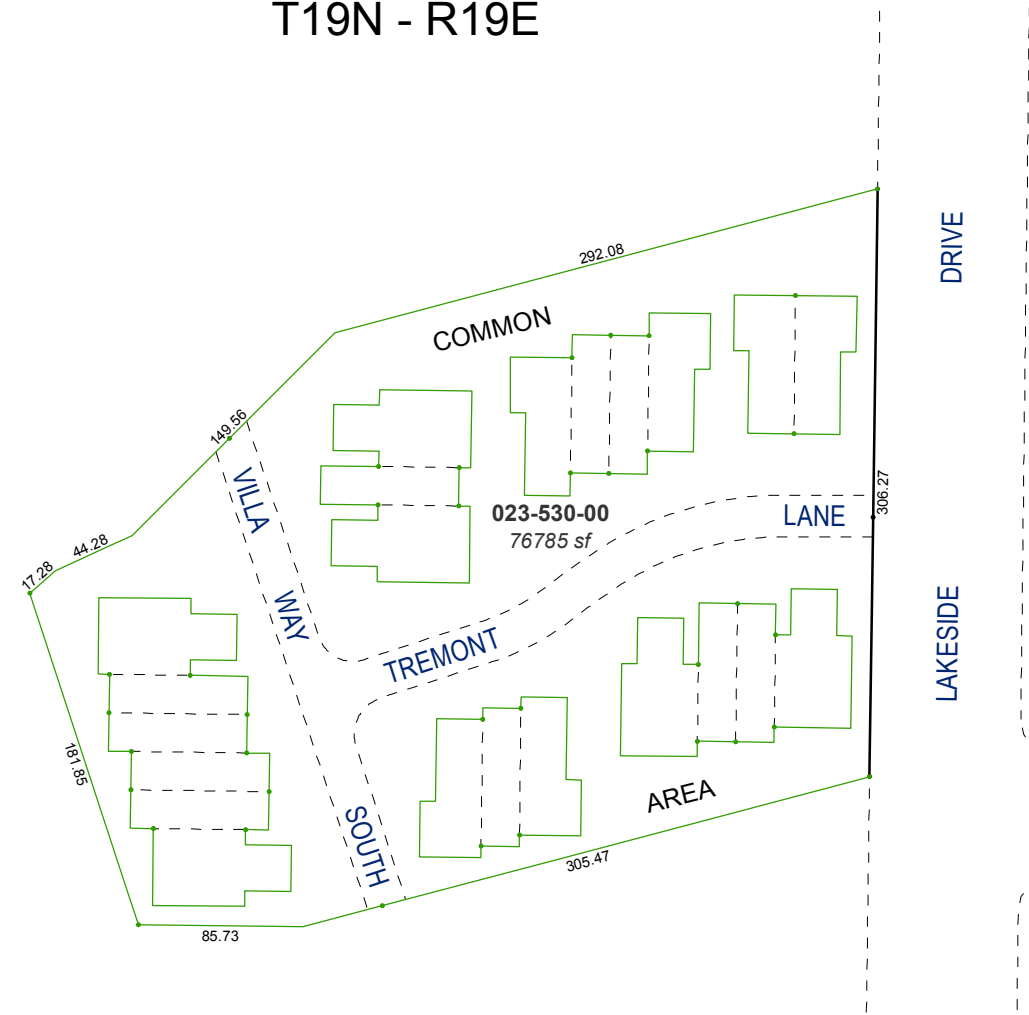 T19N - R19E
DRIVE
292.08
COMMON
149.56
VILLA
306.27
023-530-00
LANE
76785 sf
44.28
17.28
WAY
LAKESIDE
TREMONT
181.85
AREA
SOUTH
305.47
85.73